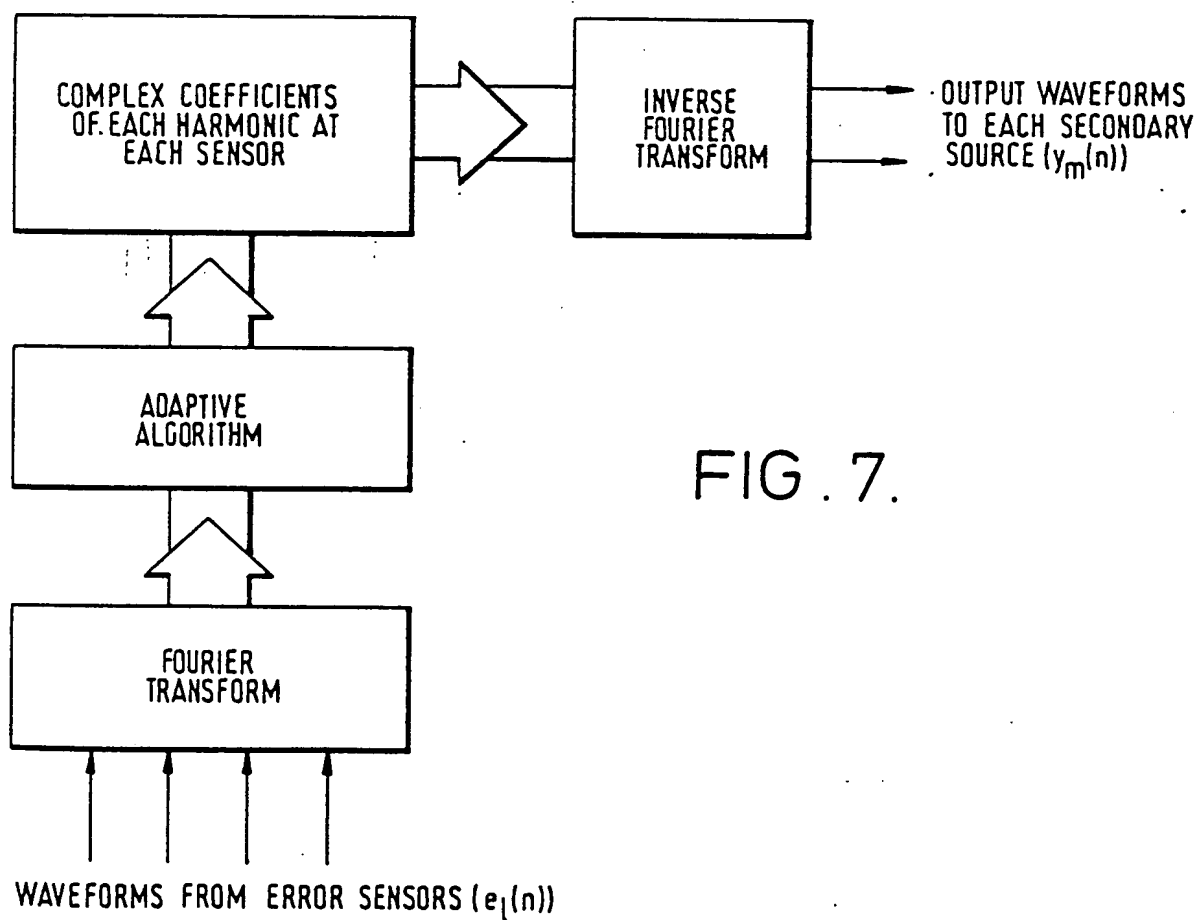 COMPLEX COEFFICIENTS
OF.EACH HARMONIC AT
EACH SENSOR
INVERSE
FOURIER
TRANSFORM
OUTPUT WAVEFORMS
TO EACH SECONDARY
SOURCE (ym(n))
ADAPTIVE
ALGORITHM
FIG. 7.
FOURIER
TRANSFORM
WAVEFORMS FROM ERROR SENSORS (el(n))